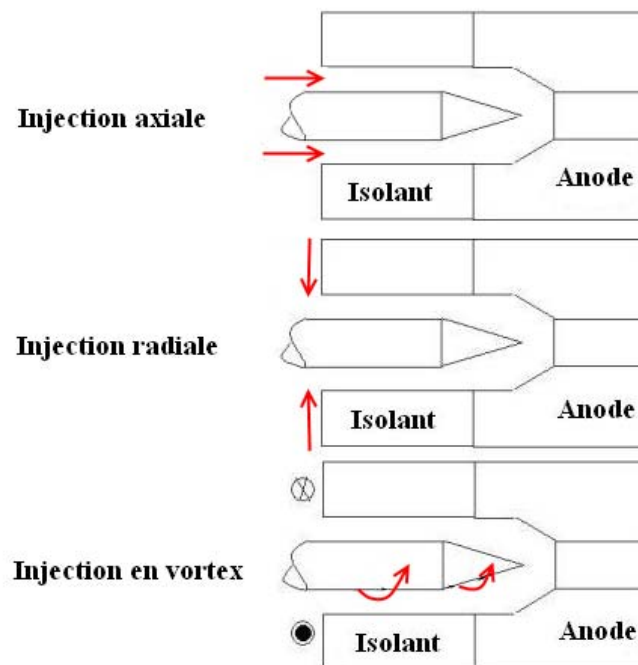 Injection axiale
Isolant
Anode
Injection radiale
Isolant
Anode
Injection en vortex
Isolant
Anode